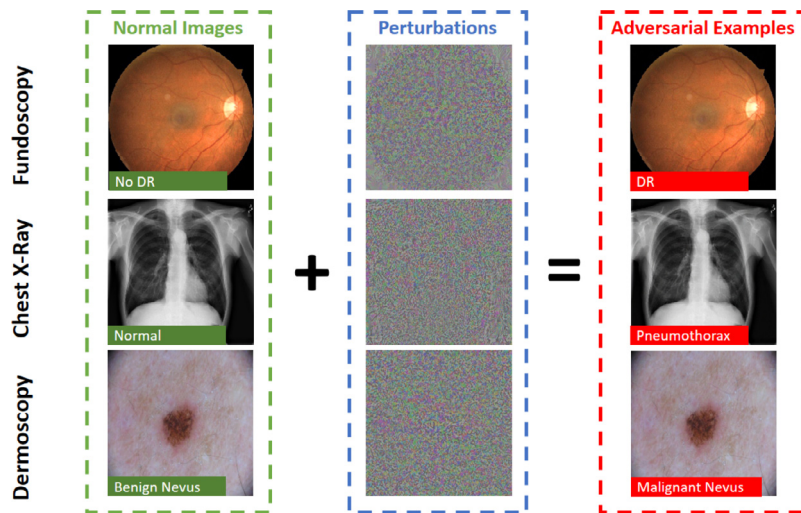 Normal Images
Perturbations
Adversarial Examples
Fundoscopy
No DR
DR
Chest X-Ray
+
=
Normal
Pneumothorax
Dermoscopy
Benign Nevus
Malignant Nevus